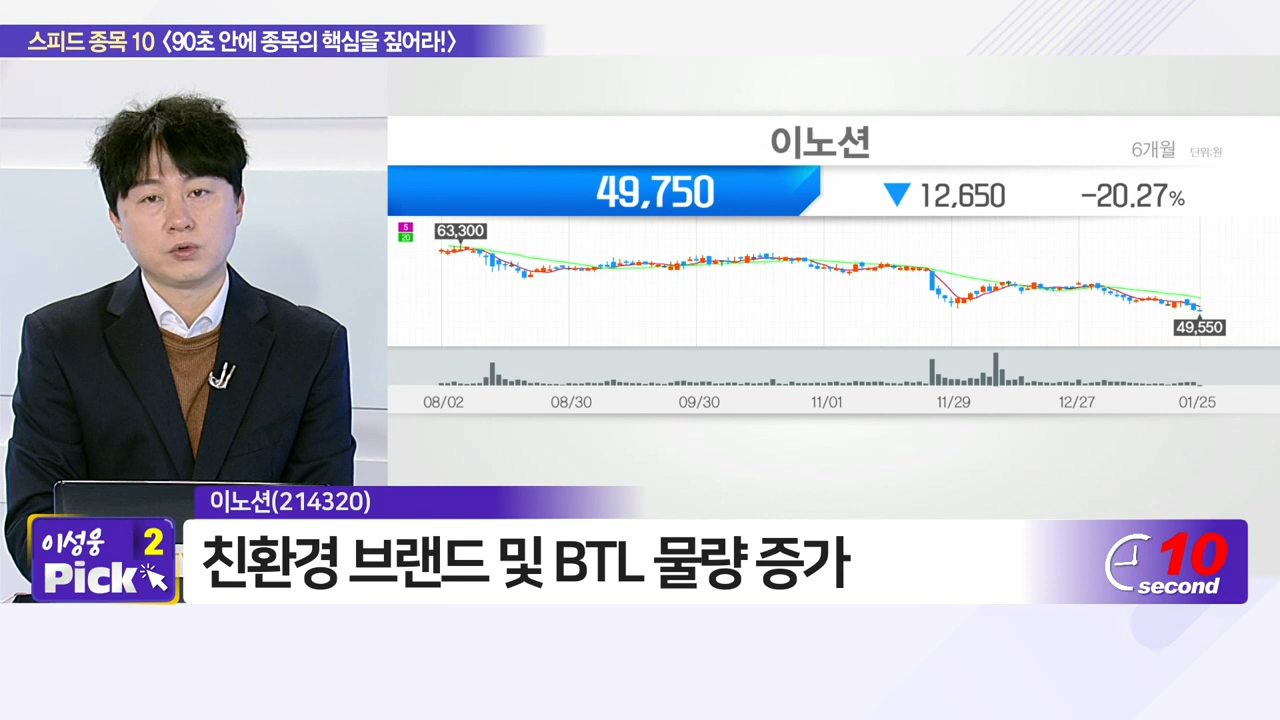 스피드 종목 10 〈90초 안에 종목의 핵심을 짚어라!〉
이노션
6개월 단위:원
49,750 ▼ 12,650 -20.27%
5
20
63,300
49,550
08/02 08/30 09/30 11/01 11/29 12/27 01/25
이노션(214320)
이성웅 2
Pick
친환경 브랜드 및 BTL 물량 증가
10
second